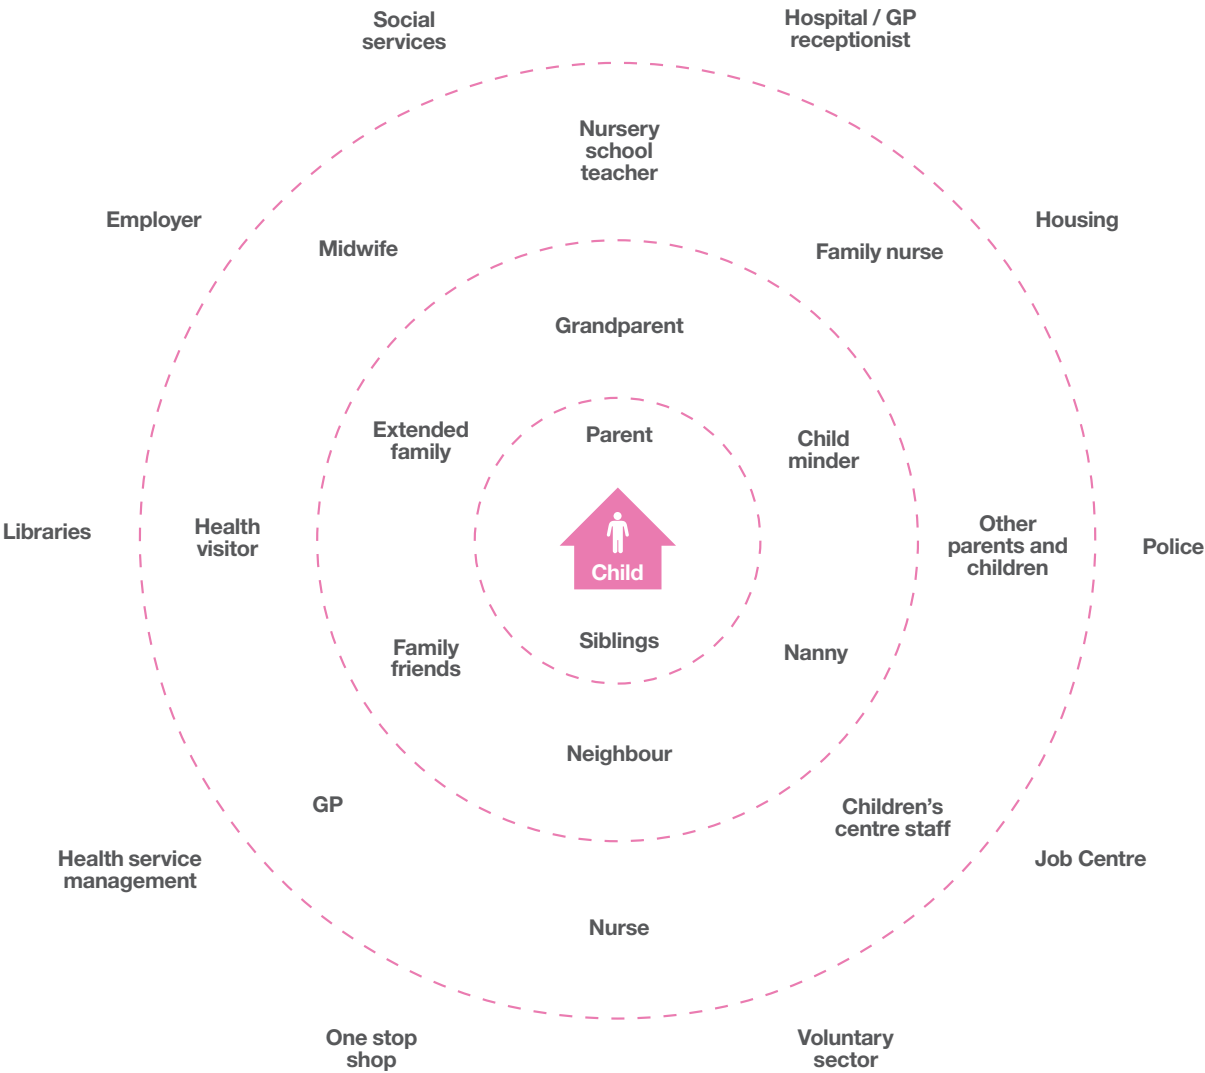 Social
services
Hospital / GP
receptionist
Nursery
school
teacher
Employer
Housing
Midwife
Family nurse
Grandparent
Extended
family
Parent
Child
minder
Libraries
Health
visitor
Child
Other
parents and
children
Police
Siblings
Family
friends
Nanny
Neighbour
GP
Children’s
centre staff
Health service
management
Job Centre
Nurse
One stop
shop
Voluntary
sector